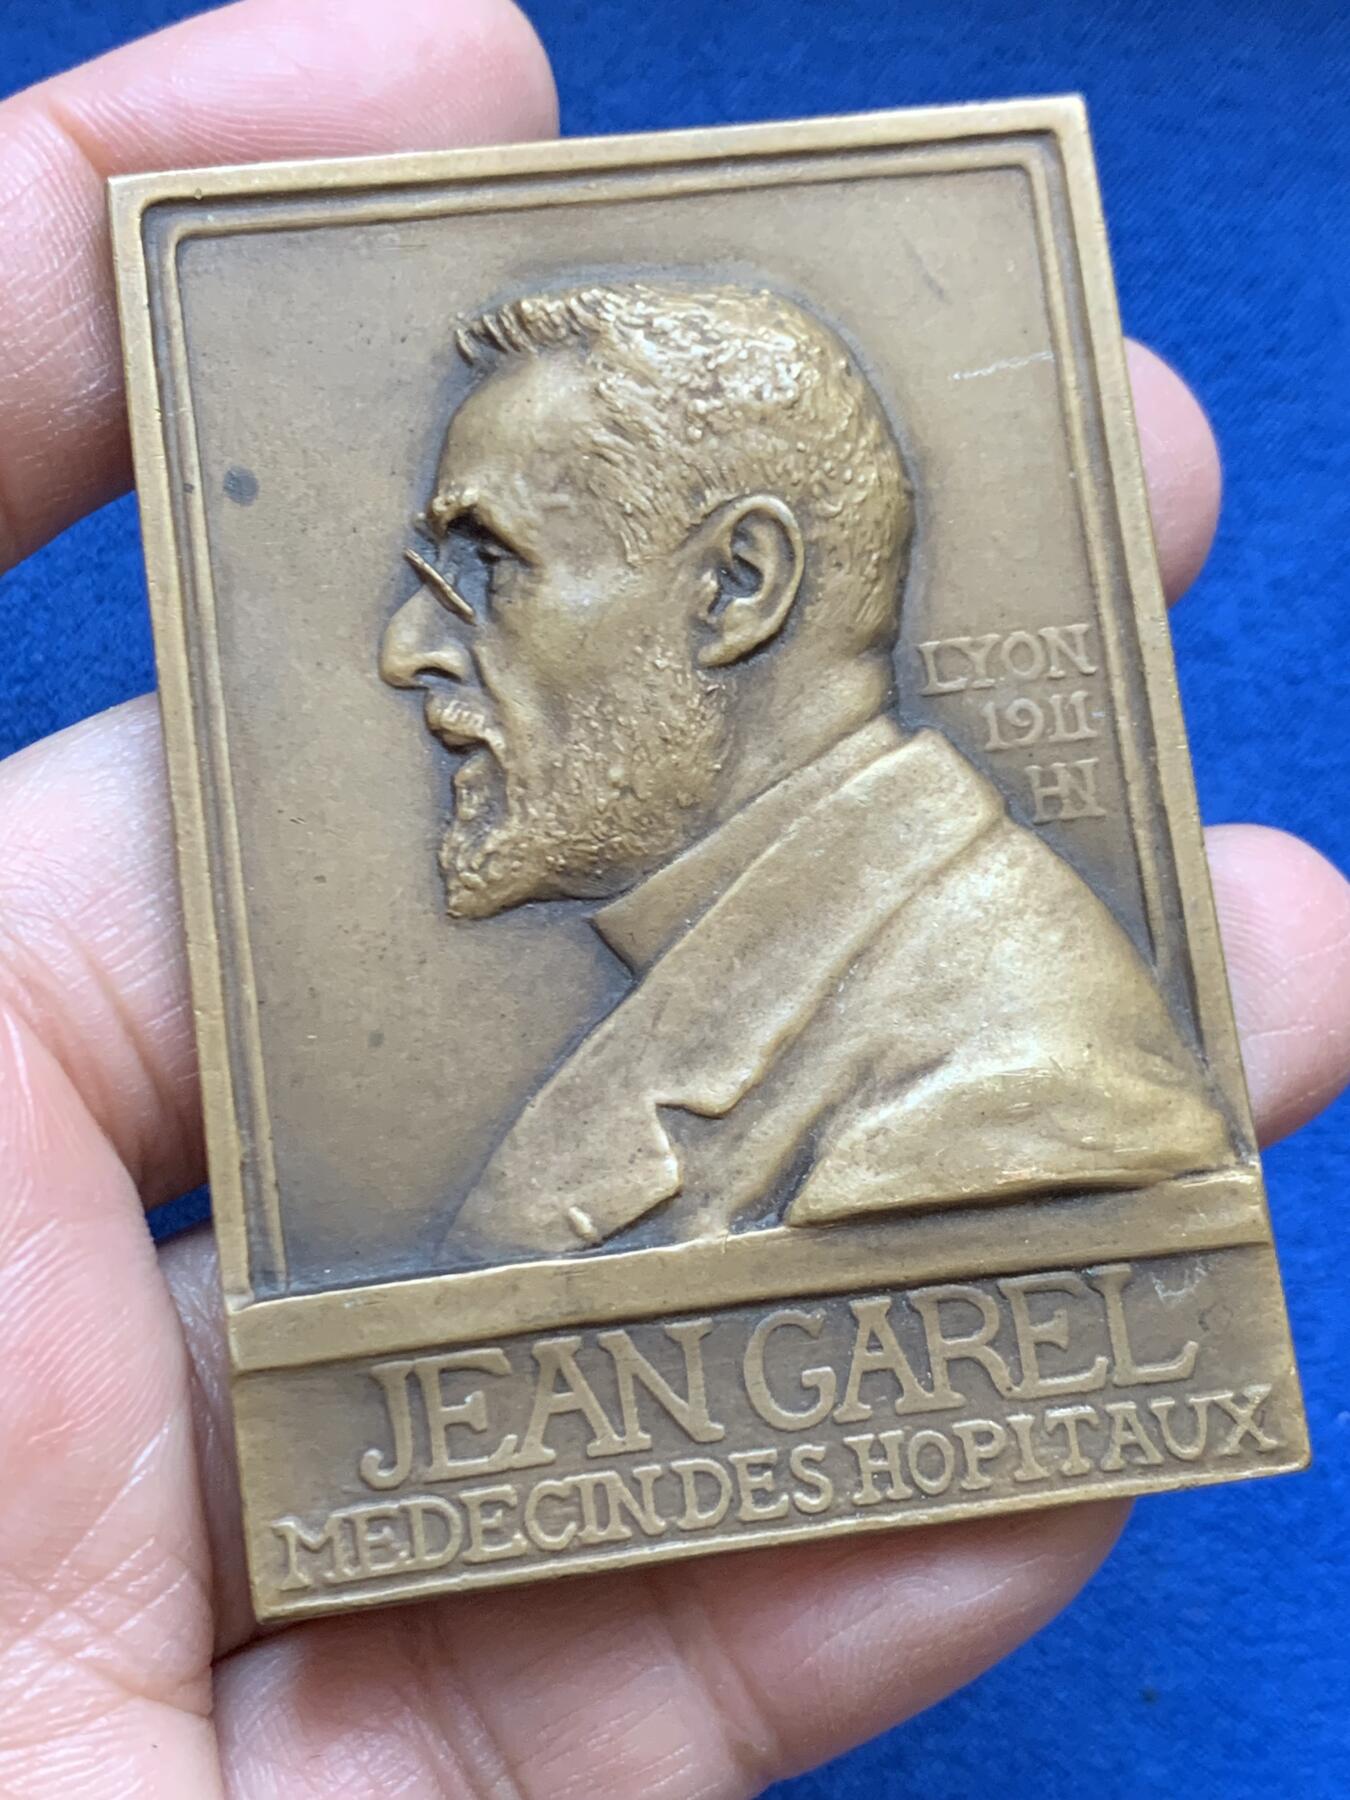 LYON
1911
HN
JEAN GAREL
MEDECIN DES HOPITAUX